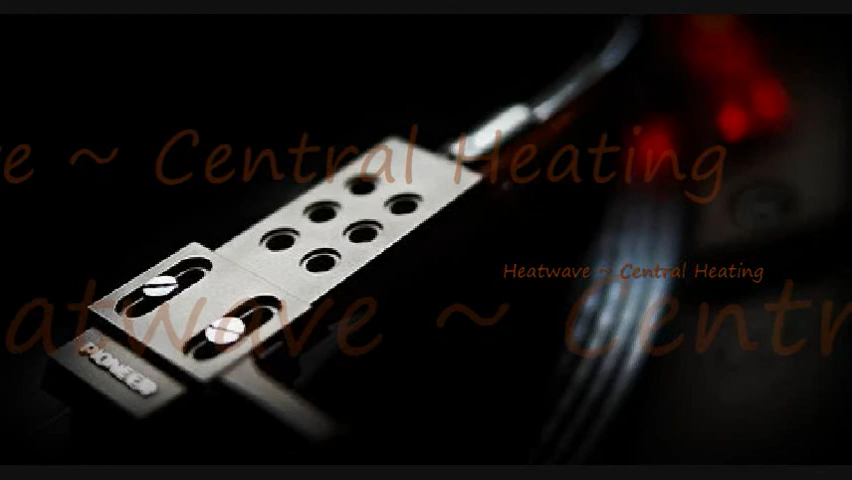 e ~ Central Heating
Heatwave ~ Central Heating
atwave ~ Centr
PIONEER